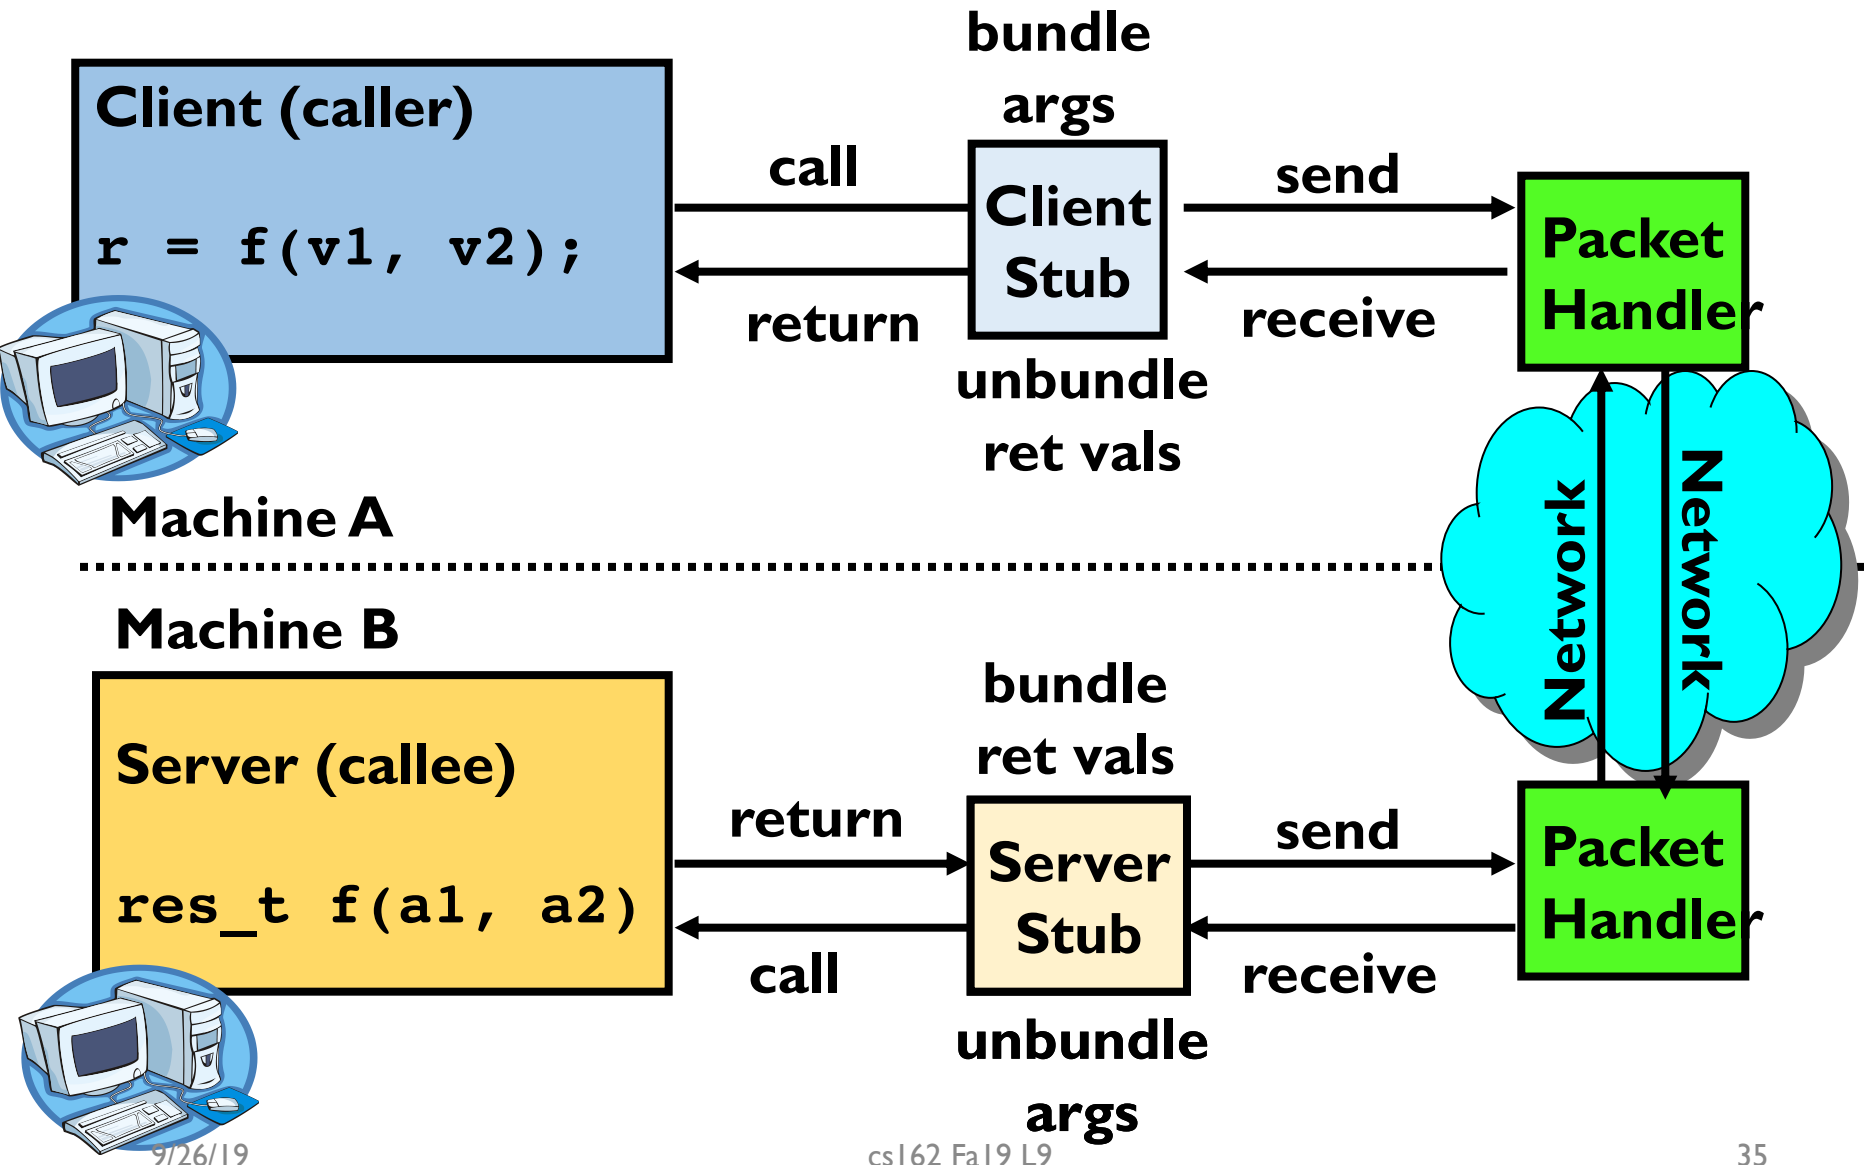 bundle
args
Client (caller)
r = f(v1, v2);
call
return
Client
Stub
send
receive
Packet
Handler
unbundle
ret vals
Machine A
Network
Network
Machine B
bundle
ret vals
Server (callee)
res_t f(a1, a2)
return
call
Server
Stub
send
receive
Packet
Handler
unbundle
args
9/26/19
cs162 Fa19 L9
35